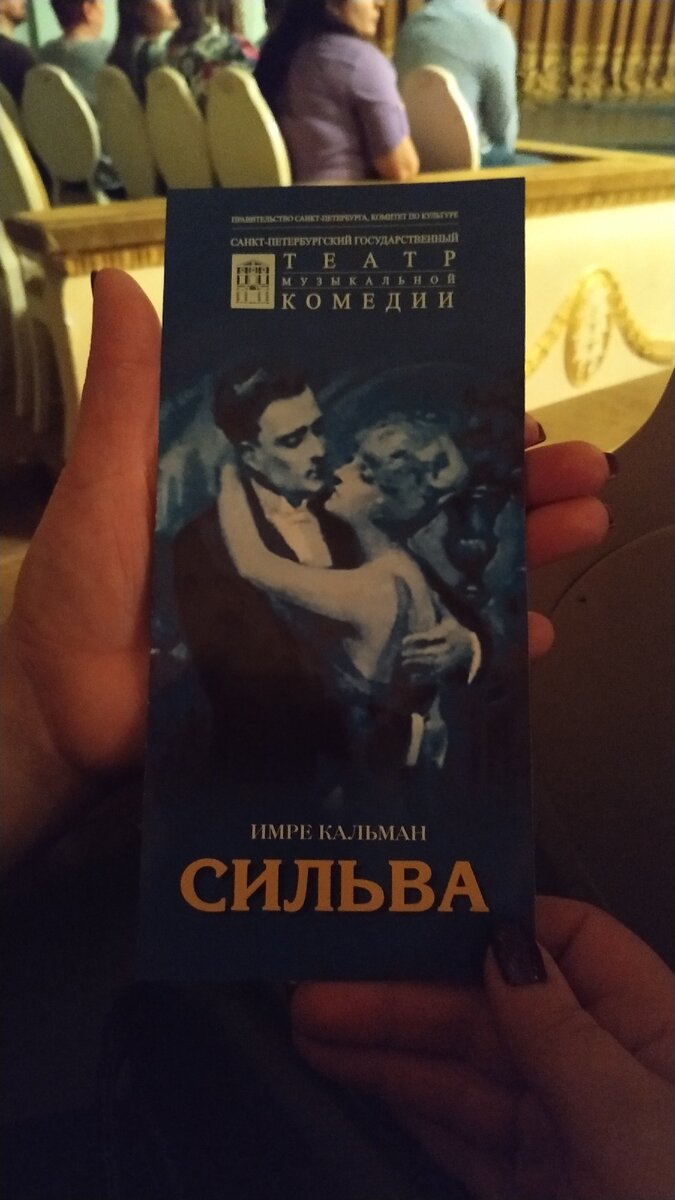 ПРАВИТЕЛЬСТВО САНКТ-ПЕТЕРБУРГА, КОМИТЕТ ПО КУЛЬТУРЕ
САНКТ-ПЕТЕРБУРГСКИЙ ГОСУДАРСТВЕННЫЙ
ТЕАТР
МУЗЫКАЛЬНОЙ
КОМЕДИИ
ИМРЕ КАЛЬМАН
СИЛЬВА